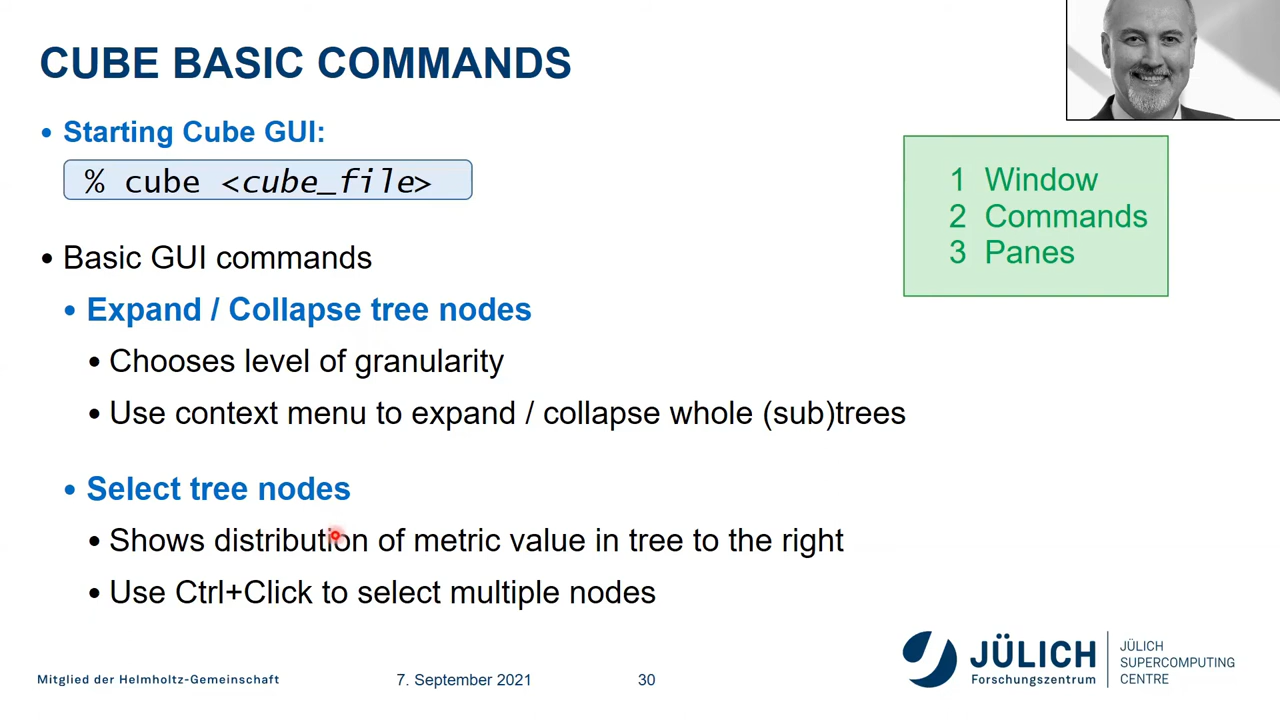 CUBE BASIC COMMANDS
• Starting Cube GUI:
% cube <cube_file>
• Basic GUI commands
• Expand / Collapse tree nodes
• Chooses level of granularity
• Use context menu to expand / collapse whole (sub)trees
• Select tree nodes
• Shows distribution of metric value in tree to the right
• Use Ctrl+Click to select multiple nodes
1 Window
2 Commands
3 Panes
Mitglied der Helmholtz-Gemeinschaft
7. September 2021
30
JÜLICH
Forschungszentrum
JÜLICH
SUPERCOMPUTING
CENTRE